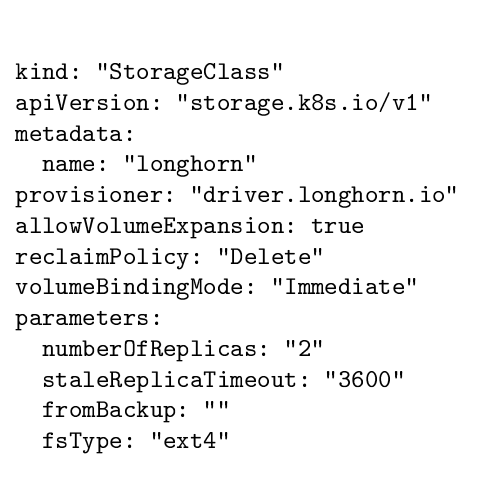 kind: "StorageClass"
apiVersion: "storage.k8s.io/v1"
metadata:
  name: "longhorn"
provisioner: "driver.longhorn.io"
allowVolumeExpansion: true
reclaimPolicy: "Delete"
volumeBindingMode: "Immediate"
parameters:
  numberOfReplicas: "2"
  staleReplicaTimeout: "3600"
  fromBackup: ""
  fsType: "ext4"